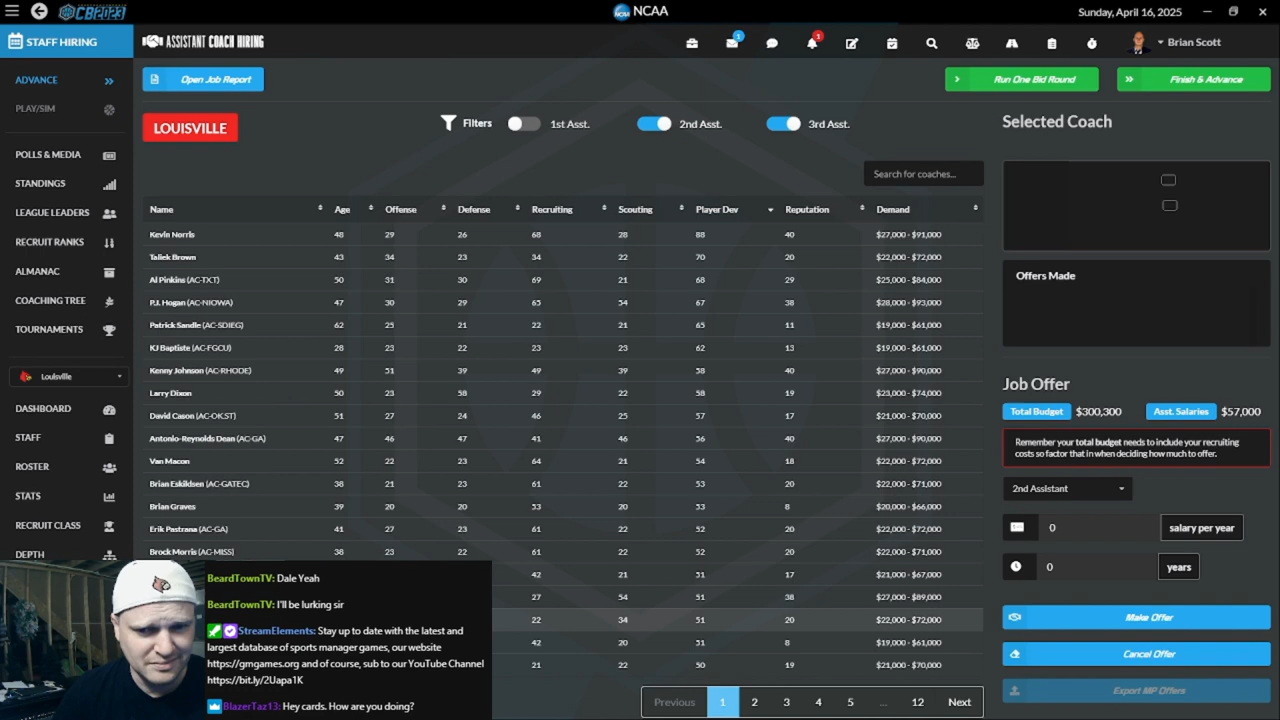 CB2023
NCAA
Sunday, April 16, 2025
STAFF HIRING
ASSISTANT COACH HIRING
1
1
Brian Scott
ADVANCE
PLAY/SIM
POLLS & MEDIA
STANDINGS
LEAGUE LEADERS
RECRUIT RANKS
ALMANAC
COACHING TREE
TOURNAMENTS
Louisville
DASHBOARD
STAFF
ROSTER
STATS
RECRUIT CLASS
DEPTH
Open Job Report
Run One Bid Round
Finish & Advance
LOUISVILLE
Filters 1st Asst. 2nd Asst. 3rd Asst.
Search for coaches...
Name Age Offense Defense Recruiting Scouting Player Dev Reputation Demand
Kevin Norris 48 29 26 68 28 88 40 $27,000 - $91,000
Taliek Brown 43 34 23 34 22 70 20 $22,000 - $72,000
Al Pinkins (AC-TXT) 50 31 30 69 21 68 29 $25,000 - $84,000
P.J. Hogan (AC-NIOWA) 47 30 29 65 54 67 38 $28,000 - $93,000
Patrick Sandle (AC-SDIEG) 62 25 21 22 21 65 11 $19,000 - $61,000
KJ Baptiste (AC-FGCU) 28 23 22 23 23 62 13 $19,000 - $61,000
Kenny Johnson (AC-RHODE) 49 51 39 49 39 58 40 $27,000 - $90,000
Larry Dixon 50 23 58 29 22 58 19 $23,000 - $74,000
David Cason (AC-OKST) 51 27 24 46 25 57 17 $21,000 - $70,000
Antonio-Reynolds Dean (AC-GA) 47 46 47 41 46 56 40 $27,000 - $90,000
Van Macon 52 22 23 64 21 54 18 $22,000 - $72,000
Brian Eskildsen (AC-GATEC) 38 21 23 61 22 53 20 $22,000 - $71,000
Brian Graves 39 20 20 53 20 53 8 $20,000 - $66,000
Erik Pastrana (AC-GA) 41 27 23 61 22 52 20 $22,000 - $72,000
Brock Morris (AC-MISS) 38 23 22 61 22 52 20 $22,000 - $71,000
42 21 51 17 $21,000 - $67,000
27 54 51 38 $27,000 - $89,000
22 34 51 20 $22,000 - $72,000
42 20 51 8 $19,000 - $61,000
21 22 50 19 $21,000 - $70,000
Previous 1 2 3 4 5 ... 12 Next
Selected Coach
Offers Made
Job Offer
Total Budget $300,300 Asst. Salaries $57,000
Remember your total budget needs to include your recruiting
costs so factor that in when deciding how much to offer.
2nd Assistant
0 salary per year
0 years
Make Offer
Cancel Offer
Export MP Offers
BeardTownTV: Dale Yeah
BeardTownTV: I'll be lurking sir
StreamElements: Stay up to date with the latest and
largest database of sports manager games, our website
https://gmgames.org and of course, sub to our YouTube Channel
https://bit.ly/2Uapa1K
BlazerTaz13: Hey cards. How are you doing?